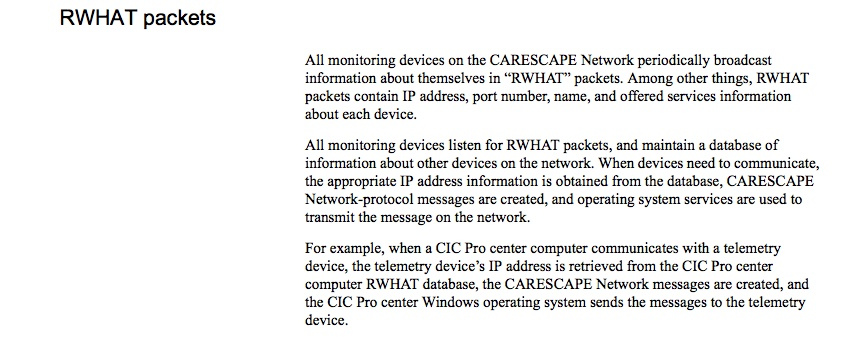 RWHAT packets
All monitoring devices on the CARESCAPE Network periodically broadcast
information about themselves in “RWHAT” packets. Among other things, RWHAT
packets contain IP address, port number, name, and offered services information
about each device.
All monitoring devices listen for RWHAT packets, and maintain a database of
information about other devices on the network. When devices need to communicate,
the appropriate IP address information is obtained from the database, CARESCAPE
Network-protocol messages are created, and operating system services are used to
transmit the message on the network.
For example, when a CIC Pro center computer communicates with a telemetry
device, the telemetry device’s IP address is retrieved from the CIC Pro center
computer RWHAT database, the CARESCAPE Network messages are created, and
the CIC Pro center Windows operating system sends the messages to the telemetry
device.